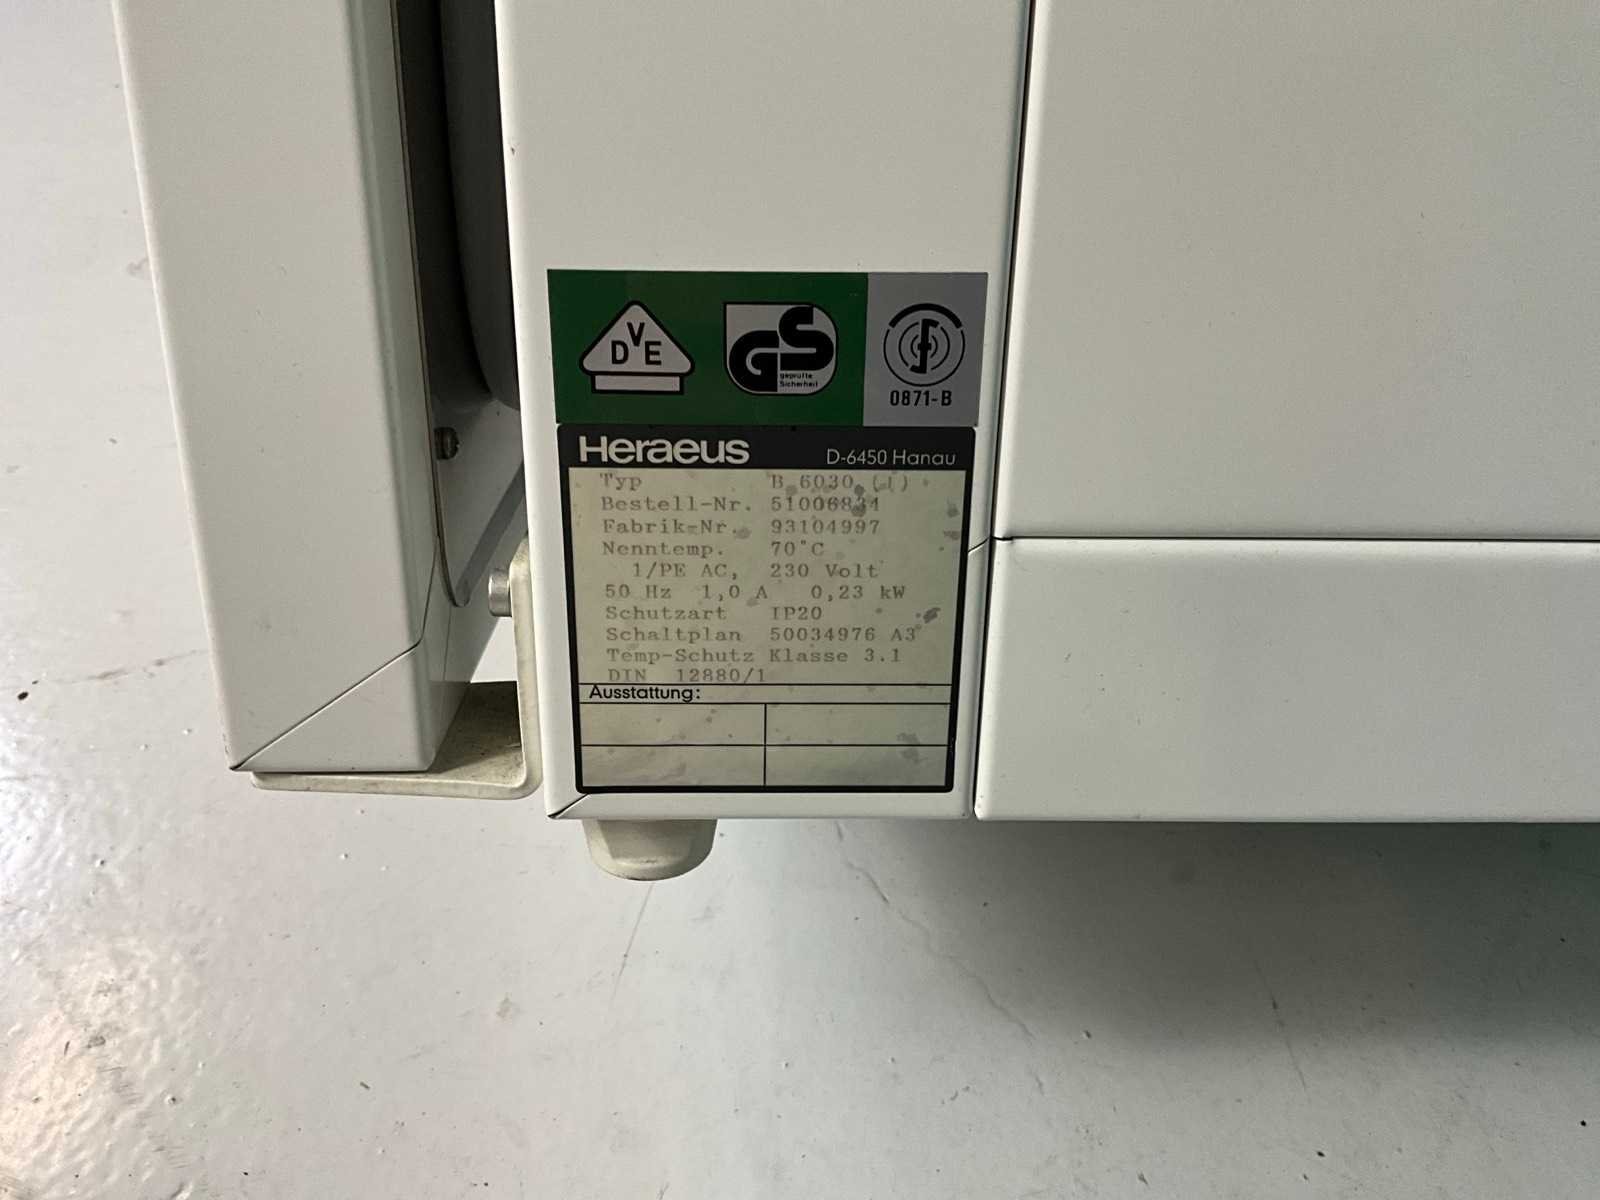 VDE
GS
geprüfte
Sicherheit
0871-B
Heraeus D-6450 Hanau
Typ B 6030 (I)
Bestell-Nr. 51006834
Fabrik-Nr. 93104997
Nenntemp. 70°C
1/PE AC, 230 Volt
50 Hz 1,0 A 0,23 kW
Schutzart IP20
Schaltplan 50034976 A3
Temp-Schutz Klasse 3.1
DIN 12880/1
Ausstattung: